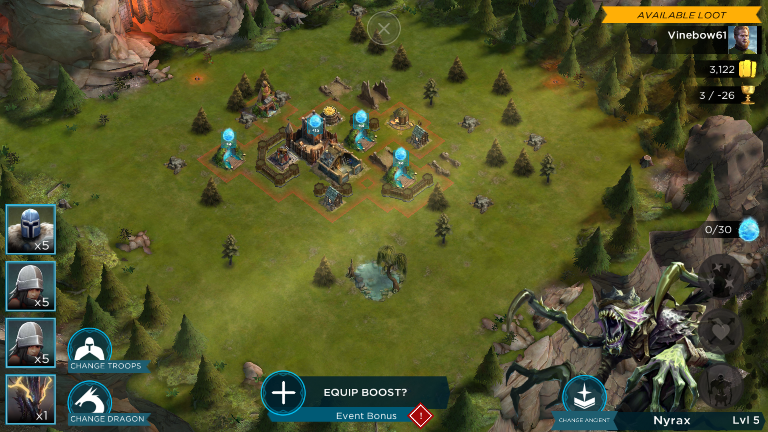 AVAILABLE LOOT
Vinebow61
3,122
3 / -26
0/30
x5
x5
x5
x1
CHANGE TROOPS
CHANGE DRAGON
EQUIP BOOST?
Event Bonus !
CHANGE ANCIENT
Nyrax Lvl 5